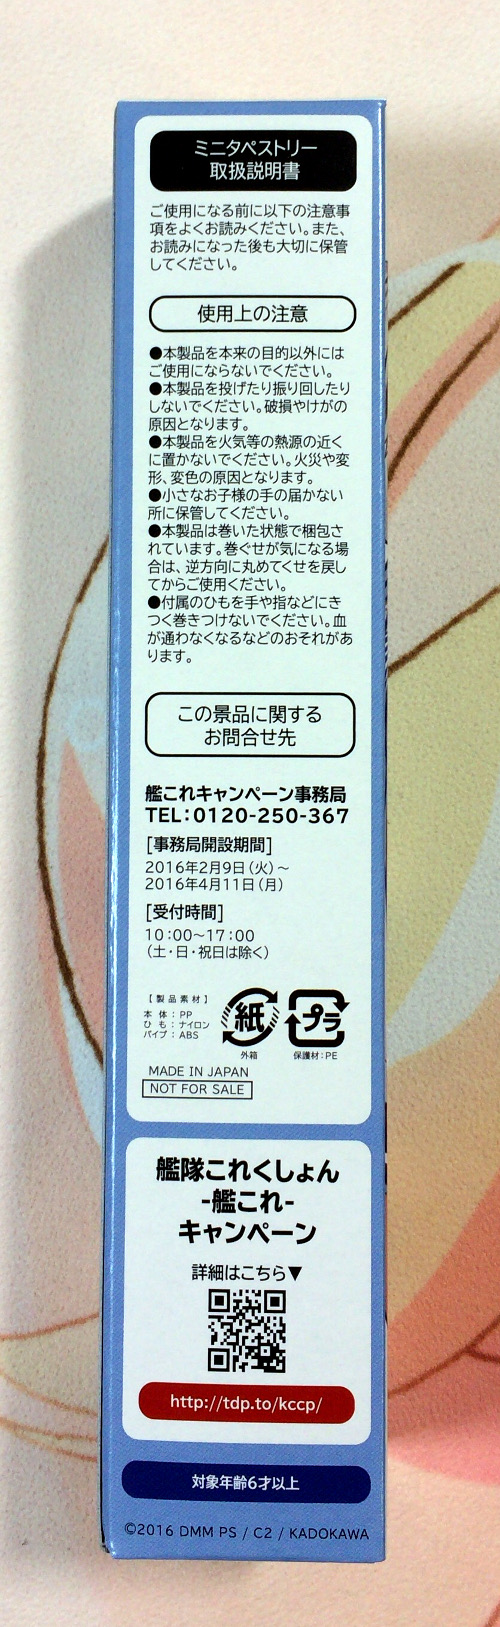 ミニタペストリー
取扱説明書
ご使用になる前に以下の注意事
項をよくお読みください。また、
お読みになった後も大切に保管
してください。
使用上の注意
●本製品を本来の目的以外には
ご使用にならないでください。
●本製品を投げたり振り回したり
しないでください。破損やけがの
原因となります。
●本製品を火気等の熱源の近く
に置かないでください。火災や変
形、変色の原因となります。
●小さなお子様の手の届かない
所に保管してください。
●本製品は巻いた状態で梱包さ
れています。巻ぐせが気になる場
合は、逆方向に丸めてくせを戻し
てからご使用ください。
●付属のひもを手や指などにき
つく巻きつけないでください。血
が通わなくなるなどのおそれがあ
ります。
この景品に関する
お問合せ先
艦これキャンペーン事務局
TEL:0120-250-367
[事務局開設期間]
2016年2月9日(火)~
2016年4月11日(月)
[受付時間]
10:00~17:00
(土・日・祝日は除く)
【製品素材】
本体:PP
ひも:ナイロン
パイプ:ABS
紙
外箱
プラ
保護材:PE
MADE IN JAPAN
NOT FOR SALE
艦隊これくしょん
-艦これ-
キャンペーン
詳細はこちら▼
http://tdp.to/kccp/
対象年齢6才以上
©2016 DMM PS / C2 / KADOKAWA